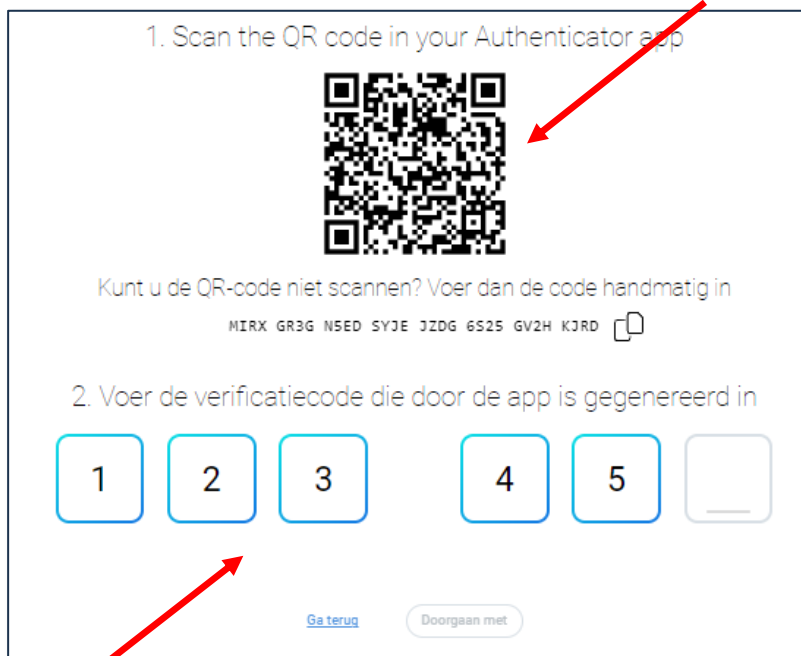 1. Scan the QR code in your Authenticator app
Kunt u de QR-code niet scannen? Voer dan de code handmatig in
MIRX GR3G N5ED SYJE JZDG 6S25 GV2H KJRD
2. Voer de verificatiecode die door de app is gegenereerd in
1 2 3 4 5
Ga terug Doorgaan met